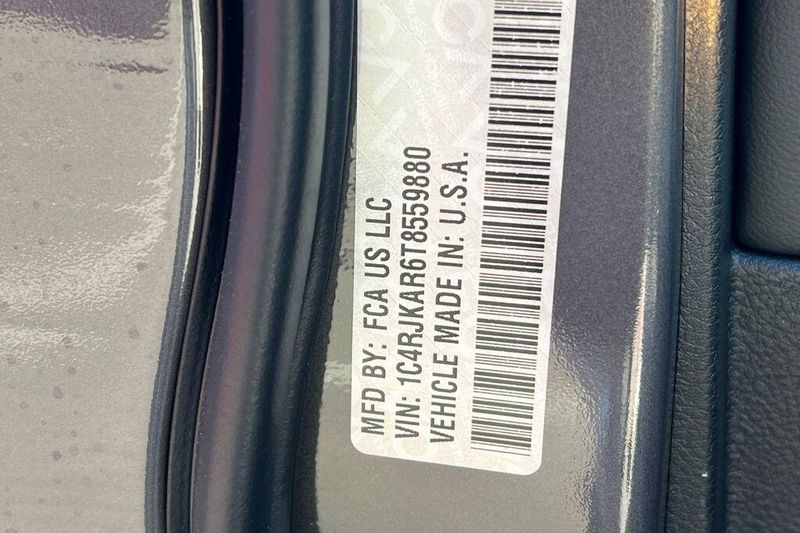 MFD BY: FCA US LLC
VIN: 1C4RJKAR6T8559880
VEHICLE MADE IN: U.S.A.